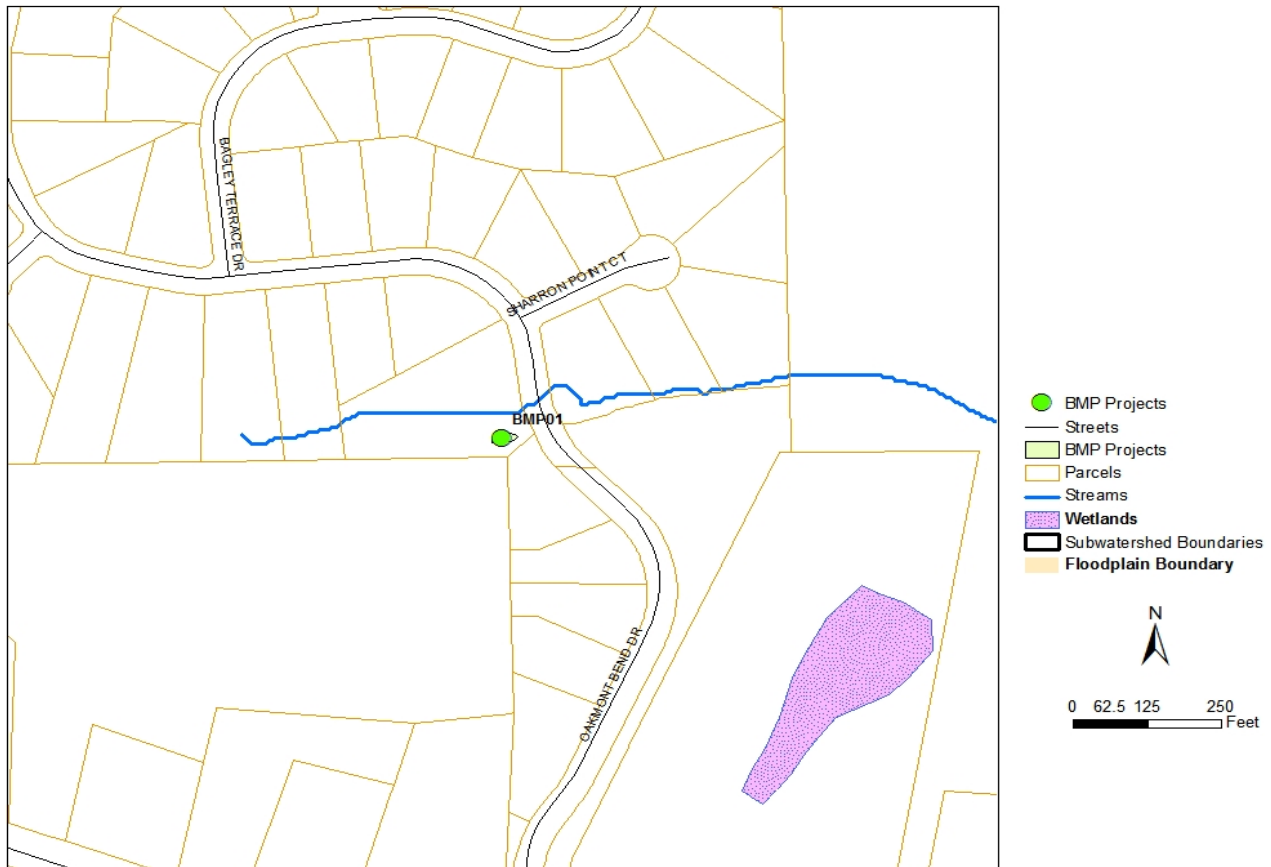 BAGLEY TERRACE DR
SHARRON POINT CT
BMP01
OAKMONT BEND DR
BMP Projects
Streets
BMP Projects
Parcels
Streams
Wetlands
Subwatershed Boundaries
Floodplain Boundary
N
0 62.5 125 250
Feet